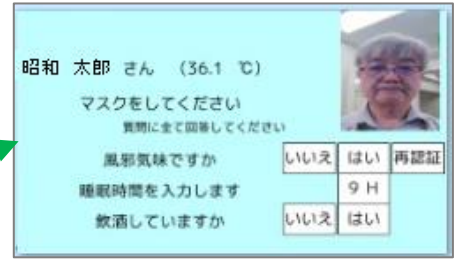 昭和 太郎 さん (36.1 ℃)
マスクをしてください
質問に全て回答してください
風邪気味ですか いいえ はい 再認証
睡眠時間を入力します 9 H
飲酒していますか いいえ はい